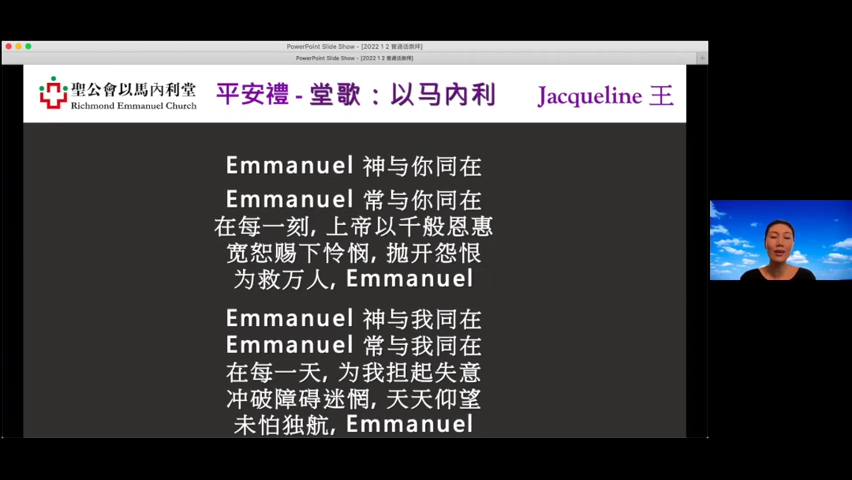 PowerPoint Slide Show - [2022 1 2 普通话崇拜]
PowerPoint Slide Show - [2022 1 2 普通话崇拜]
聖公會以馬內利堂
Richmond Emmanuel Church
平安禮 - 堂歌：以马內利
Jacqueline 王
Emmanuel 神与你同在
Emmanuel 常与你同在
在每一刻, 上帝以千般恩惠
宽恕赐下怜悯, 抛开怨恨
为救万人, Emmanuel
Emmanuel 神与我同在
Emmanuel 常与我同在
在每一天, 为我担起失意
冲破障碍迷惘, 天天仰望
未怕独航, Emmanuel